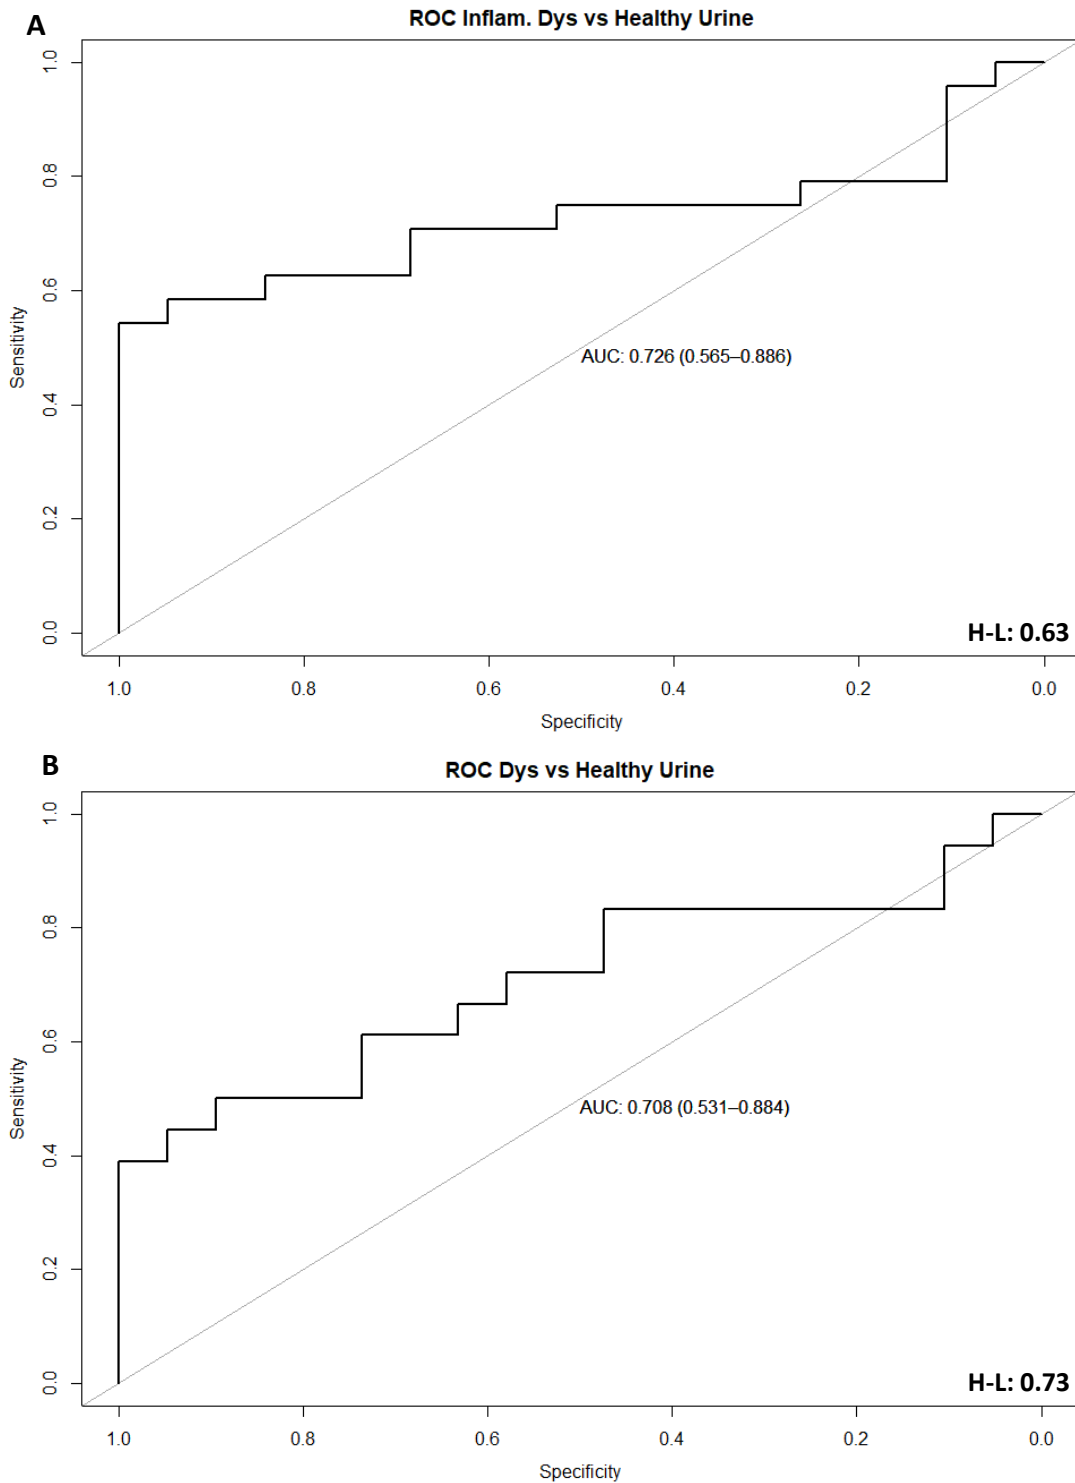 A
ROC Inflam. Dys vs Healthy Urine
1.0
0.8
0.6
0.4
0.2
0.0
Sensitivity
AUC: 0.726 (0.565–0.886)
H-L: 0.63
1.0 0.8 0.6 0.4 0.2 0.0
Specificity
B
ROC Dys vs Healthy Urine
1.0
0.8
0.6
0.4
0.2
0.0
Sensitivity
AUC: 0.708 (0.531–0.884)
H-L: 0.73
1.0 0.8 0.6 0.4 0.2 0.0
Specificity